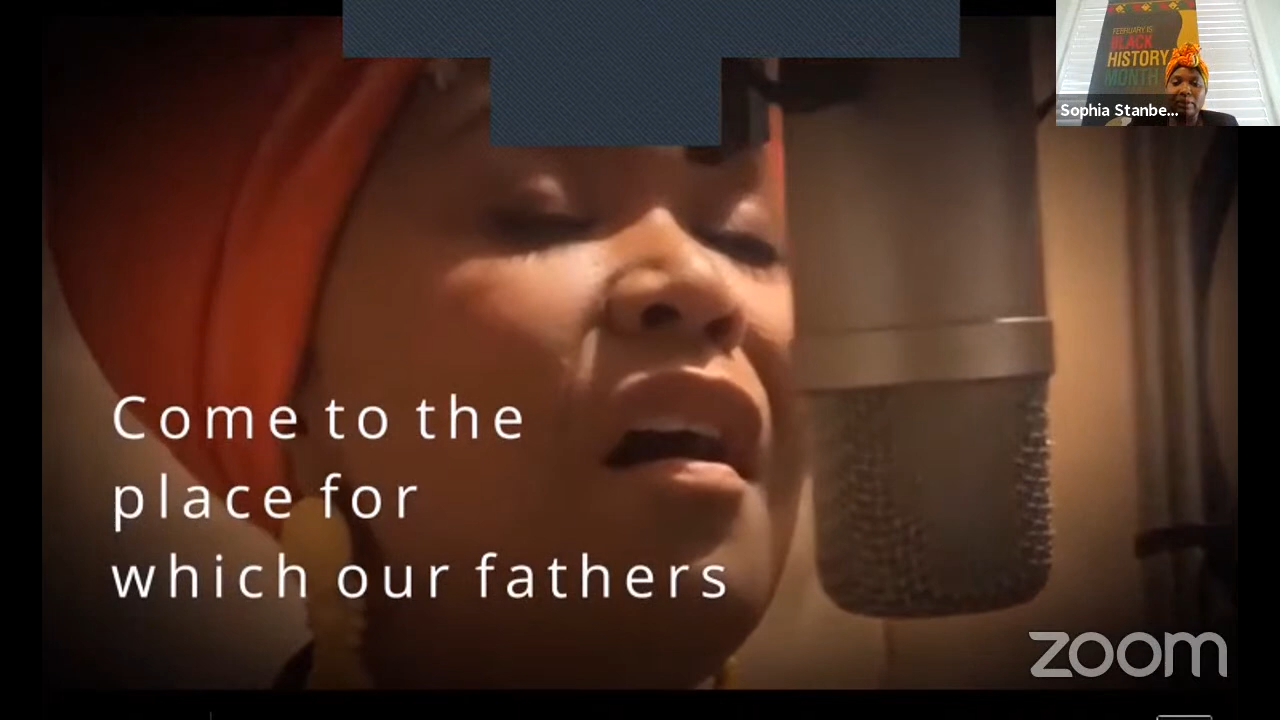 FEBRUARY IS
BLACK
HISTORY
MONTH
Sophia Stanbe...
Come to the
place for
which our fathers
zoom